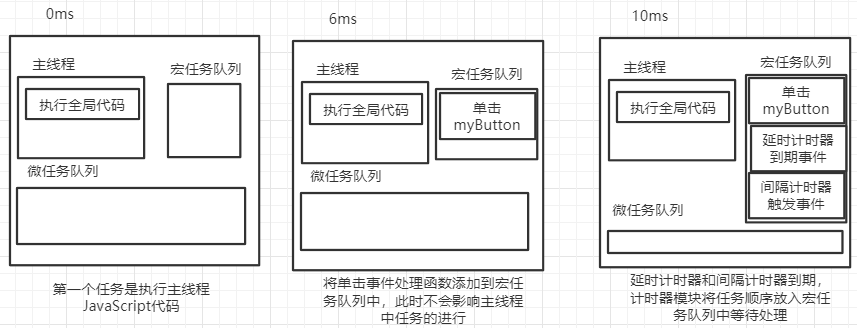 0ms
主线程
宏任务队列
执行全局代码
微任务队列
第一个任务是执行主线程
JavaScript代码
6ms
主线程
宏任务队列
执行全局代码
单击
myButton
微任务队列
将单击事件处理函数添加到宏任
务队列中，此时不会影响主线程
中任务的进行
10ms
主线程
宏任务队列
执行全局代码
单击
myButton
延时计时器
到期事件
间隔计时器
触发事件
微任务队列
延时计时器和间隔计时器到期，
计时器模块将任务顺序放入宏任
务队列中等待处理